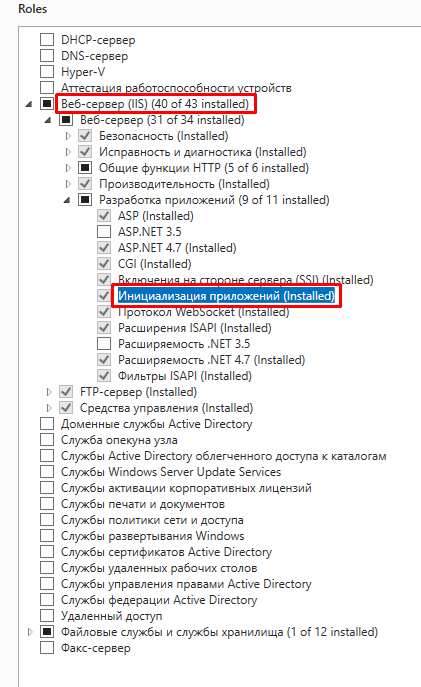 Roles
DHCP-сервер
DNS-сервер
Hyper-V
Аттестация работоспособности устройств
Веб-сервер (IIS) (40 of 43 installed)
Веб-сервер (31 of 34 installed)
Безопасность (Installed)
Исправность и диагностика (Installed)
Общие функции HTTP (5 of 6 installed)
Производительность (Installed)
Разработка приложений (9 of 11 installed)
ASP (Installed)
ASP.NET 3.5
ASP.NET 4.7 (Installed)
CGI (Installed)
Включения на стороне сервера (SSI) (Installed)
Инициализация приложений (Installed)
Протокол WebSocket (Installed)
Расширения ISAPI (Installed)
Расширяемость .NET 3.5
Расширяемость .NET 4.7 (Installed)
Фильтры ISAPI (Installed)
FTP-сервер (Installed)
Средства управления (Installed)
Доменные службы Active Directory
Служба опекуна узла
Службы Active Directory облегченного доступа к каталогам
Службы Windows Server Update Services
Службы активации корпоративных лицензий
Службы печати и документов
Службы политики сети и доступа
Службы развертывания Windows
Службы сертификатов Active Directory
Службы удаленных рабочих столов
Службы управления правами Active Directory
Службы федерации Active Directory
Удаленный доступ
Файловые службы и службы хранилища (1 of 12 installed)
Факс-сервер